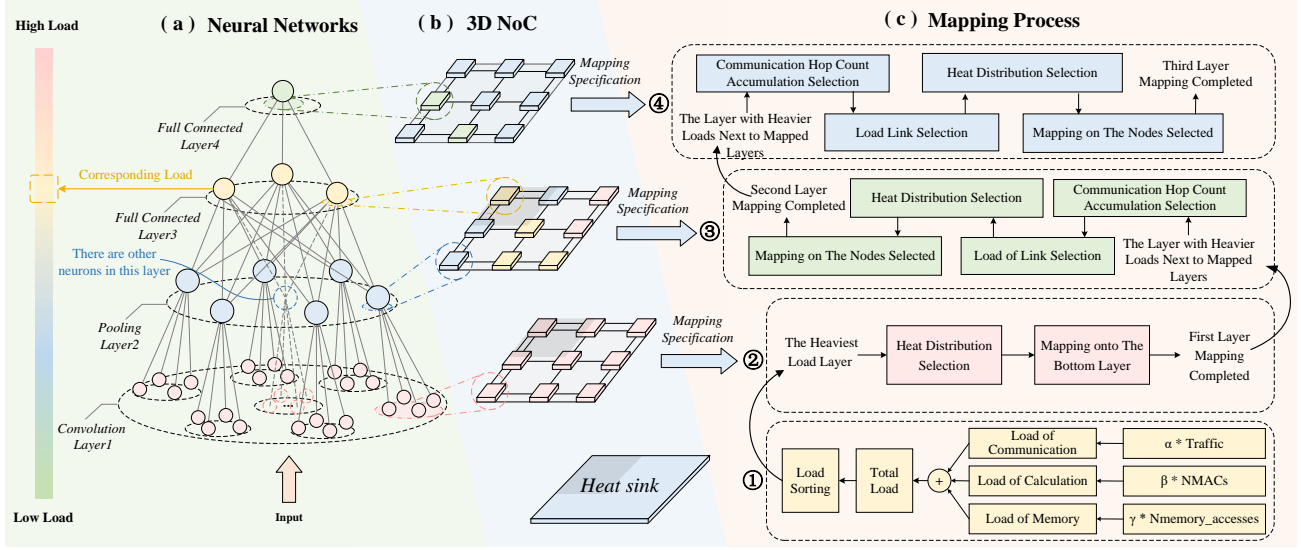 High Load
( a ) Neural Networks
Full Connected
Layer4
Corresponding Load
Full Connected
Layer3
There are other
neurons in this layer
Pooling
Layer2
...
Convolution
Layer1
Low Load
Input
( b ) 3D NoC
Mapping
Specification
Mapping
Specification
Mapping
Specification
Heat sink
( c ) Mapping Process
④
Communication Hop Count
Accumulation Selection
Heat Distribution Selection
Third Layer
Mapping Completed
The Layer with Heavier
Loads Next to Mapped
Layers
Load Link Selection
Mapping on The Nodes Selected
③
Second Layer
Mapping Completed
Heat Distribution Selection
Communication Hop Count
Accumulation Selection
Mapping on The Nodes Selected
Load of Link Selection
The Layer with Heavier
Loads Next to Mapped
Layers
②
The Heaviest
Load Layer
Heat Distribution
Selection
Mapping onto The
Bottom Layer
First Layer
Mapping
Completed
①
Load
Sorting
Total
Load
+
Load of
Communication
α * Traffic
Load of Calculation
β * NMACs
Load of Memory
γ * Nmemory_accesses